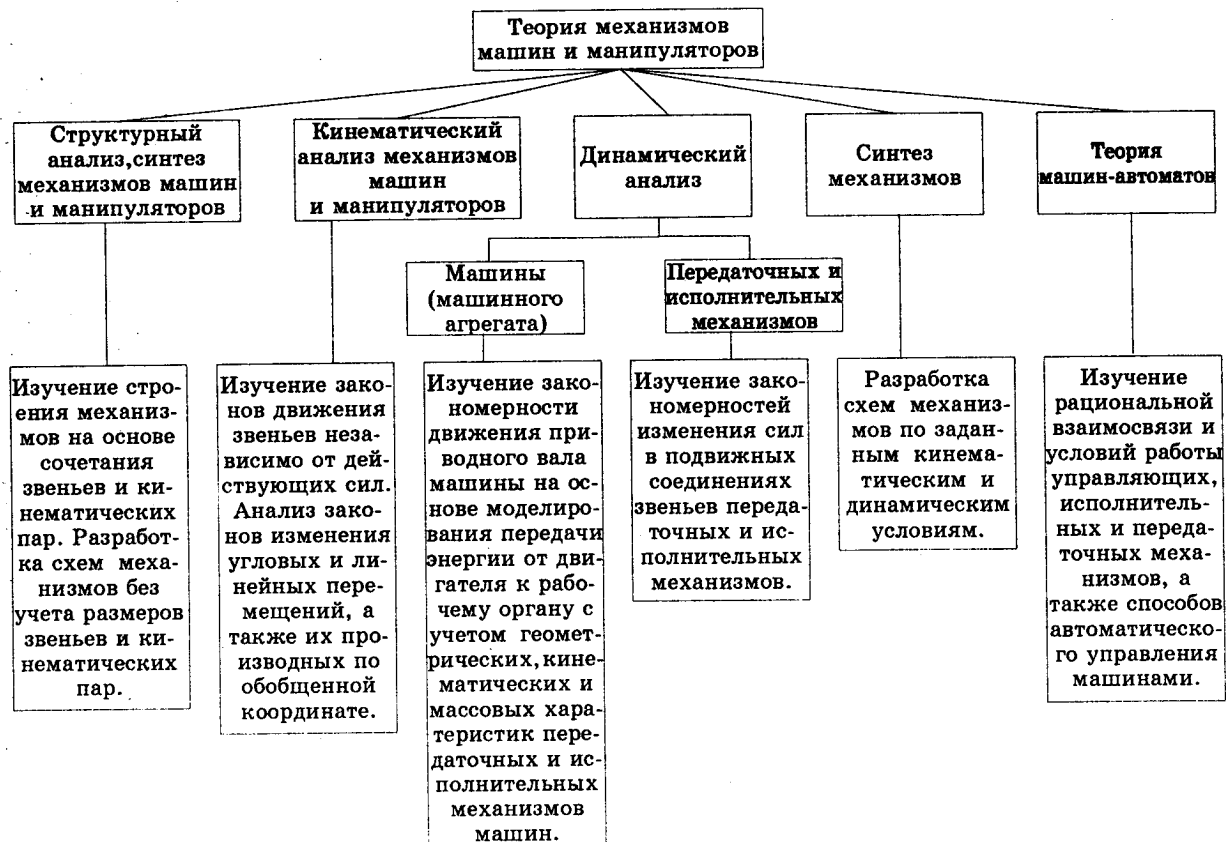 Теория механизмов
машин и манипуляторов
Структурный
анализ,синтез
механизмов машин
и манипуляторов
Кинематический
анализ механизмов
машин
и манипуляторов
Динамический
анализ
Синтез
механизмов
Теория
машин-автоматов
Машины
(машинного
агрегата)
Передаточных и
исполнительных
механизмов
Изучение стро-
ения механиз-
мов на основе
сочетания
звеньев и ки-
нематических
пар. Разработ-
ка схем меха-
низмов без
учета размеров
звеньев и ки-
нематических
пар.
Изучение зако-
нов движения
звеньев неза-
висимо от дей-
ствующих сил.
Анализ зако-
нов изменения
угловых и ли-
нейных пере-
мещений, а
также их про-
изводных по
обобщенной
координате.
Изучение зако-
номерности
движения при-
водного вала
машины на ос-
нове моделиро-
вания передачи
энергии от дви-
гателя к рабо-
чему органу с
учетом геомет-
рических,кине-
матических и
массовых хара-
теристик пере-
даточных и ис-
полнительных
механизмов
машин.
Изучение зако-
номерностей
изменения сил
в подвижных
соединениях
звеньев переда-
точных и ис-
полнительных
механизмов.
Разработка
схем механиз-
мов по задан-
ным кинема-
тическим и
динамическим
условиям.
Изучение
рациональной
взаимосвязи и
условий работы
управляющих,
исполнитель-
ных и переда-
точных меха-
низмов, а
также способов
автоматическо-
го управления
машинами.